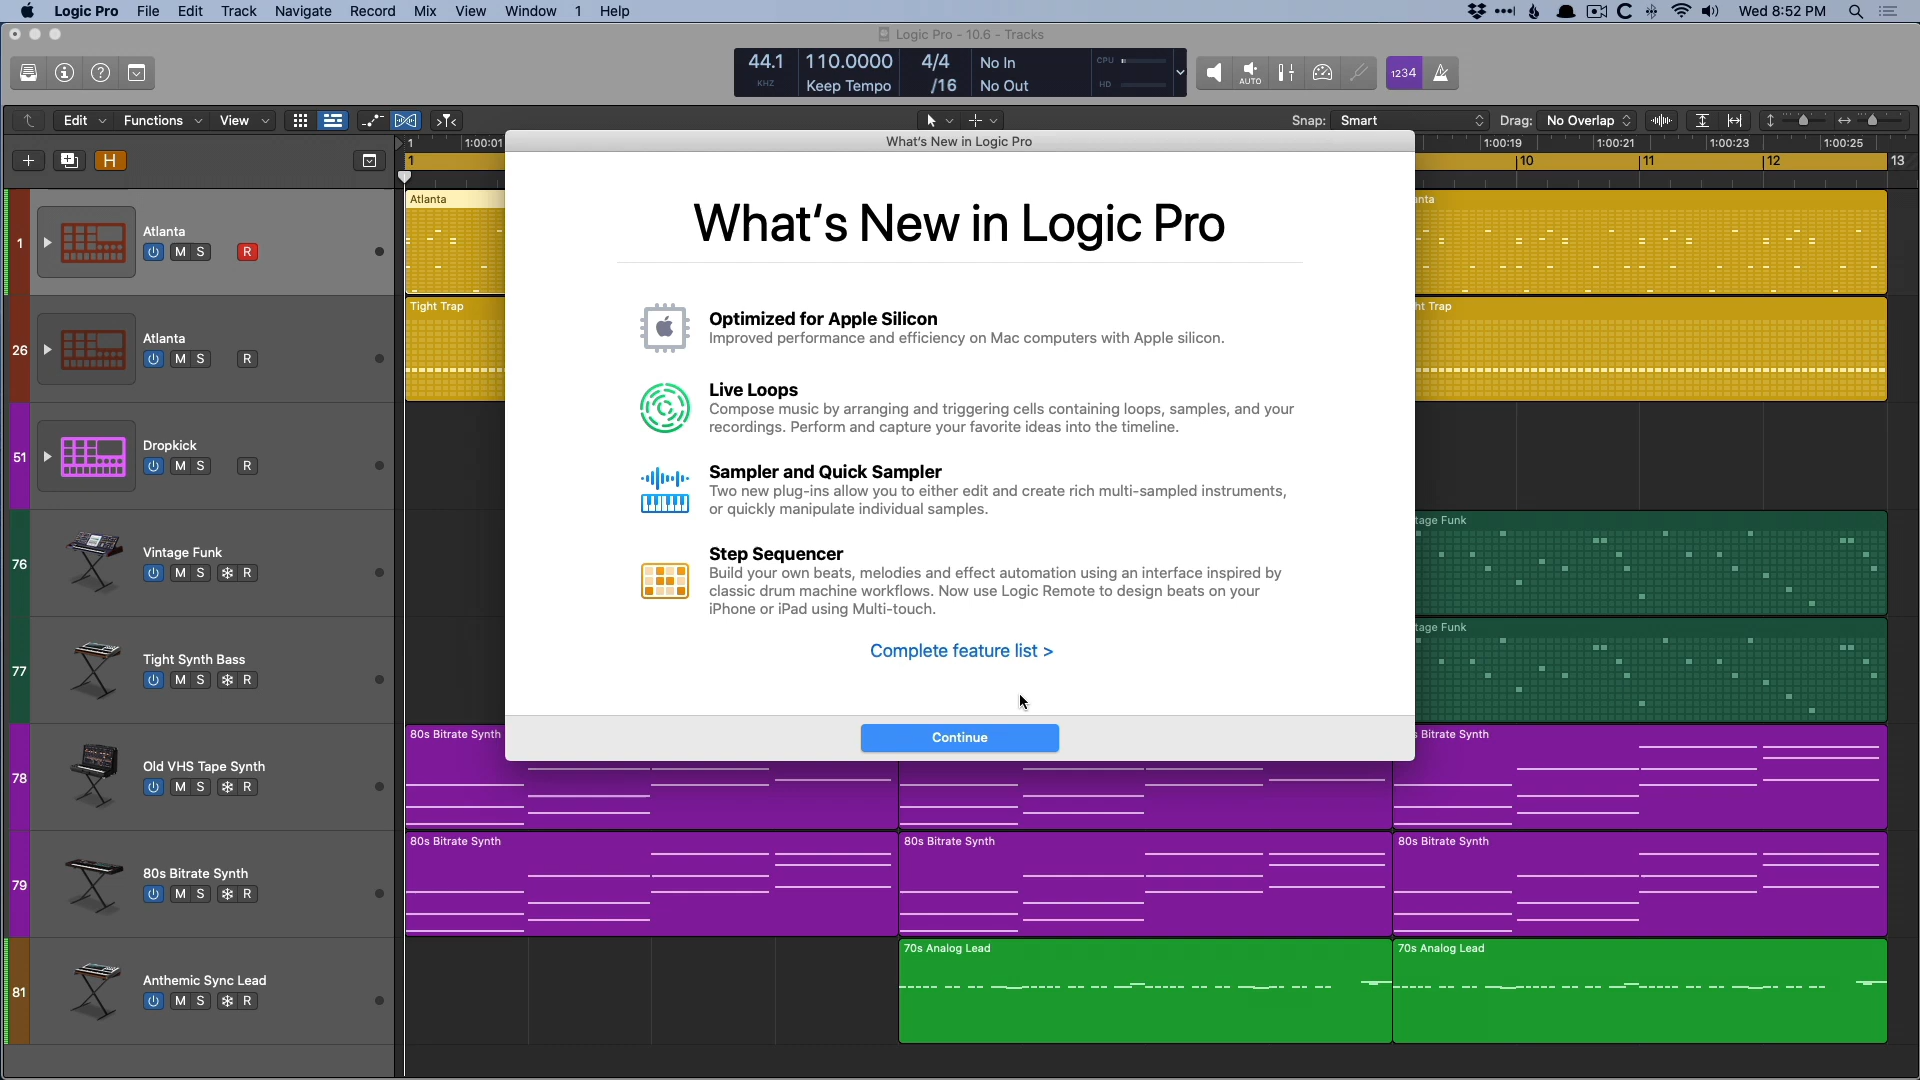 Logic Pro File Edit Track Navigate Record Mix View Window 1 Help
Wed 8:52 PM
Logic Pro - 10.6 - Tracks
44.1 110.0000 4/4 No In CPU
KHZ Keep Tempo /16 No Out HD
AUTO
1234
Edit Functions View
Snap: Smart Drag: No Overlap
H
1 1:00:01 1:00:19 1:00:21 1:00:23 1:00:25
1 10 11 12 13
What's New in Logic Pro
What's New in Logic Pro
Optimized for Apple Silicon
Improved performance and efficiency on Mac computers with Apple silicon.
Live Loops
Compose music by arranging and triggering cells containing loops, samples, and your
recordings. Perform and capture your favorite ideas into the timeline.
Sampler and Quick Sampler
Two new plug-ins allow you to either edit and create rich multi-sampled instruments,
or quickly manipulate individual samples.
Step Sequencer
Build your own beats, melodies and effect automation using an interface inspired by
classic drum machine workflows. Now use Logic Remote to design beats on your
iPhone or iPad using Multi-touch.
Complete feature list >
Continue
1 Atlanta
M S R
Atlanta
nta
26 Atlanta
M S R
Tight Trap
ht Trap
51 Dropkick
M S R
76 Vintage Funk
M S R
tage Funk
77 Tight Synth Bass
M S R
tage Funk
78 Old VHS Tape Synth
M S R
80s Bitrate Synth
s Bitrate Synth
79 80s Bitrate Synth
M S R
80s Bitrate Synth 80s Bitrate Synth 80s Bitrate Synth
81 Anthemic Sync Lead
M S R
70s Analog Lead 70s Analog Lead